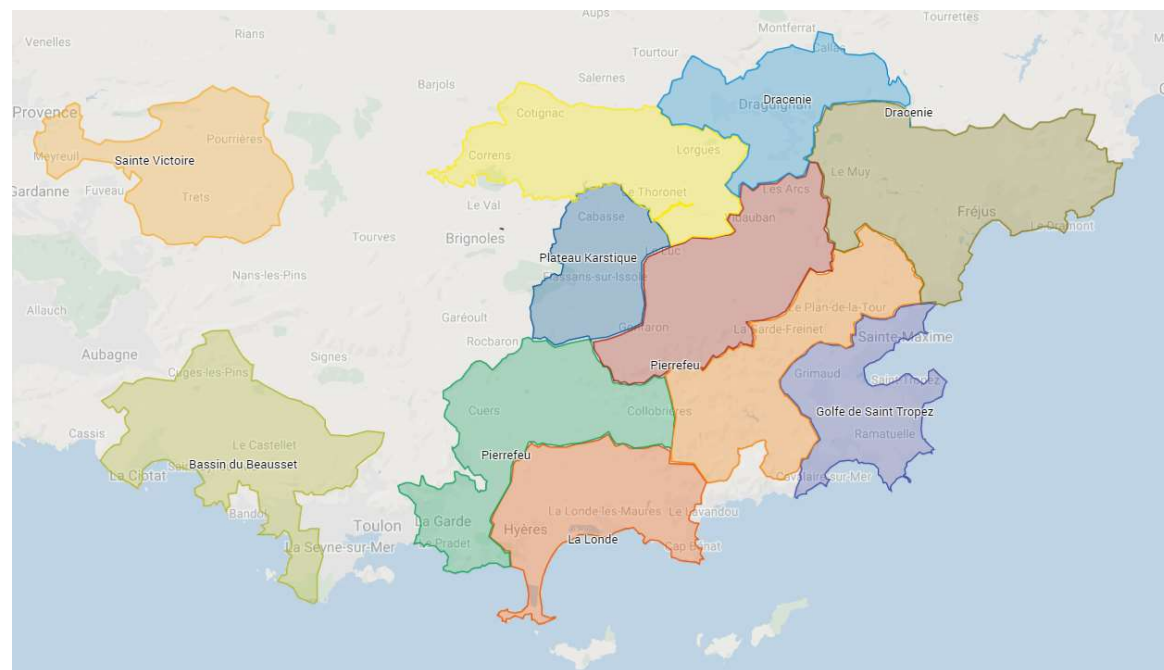 Aups
Tourrettes
Montferrat
Rians
Venelles
Callas
Tourtour
Salernes
Barjols
Draguignan
Dracenie
Provence
Cotignac
Dracenie
Pourrières
Lorgues
Meyreuil
Sainte Victoire
Correns
Le Muy
Gardanne
Fuveau
Trets
Le Thoronet
Les Arcs
Le Val
Fréjus
Cabasse
Le Dramont
Tourves
Brignoles
Plateau Karstique
Nans-les-Pins
Flassans-sur-Issole
Allauch
Le Plan-de-la-Tour
Garéoult
Gonfaron
La Garde-Freinet
Rocbaron
Sainte-Maxime
Aubagne
Signes
Pierrefeu
Cuges-les-Pins
Grimaud
Saint-Tropez
Cuers
Collobrières
Golfe de Saint Tropez
Cassis
Ramatuelle
Le Castellet
Pierrefeu
Bassin du Beausset
La Ciotat
Cavalaire-sur-Mer
Bandol
La Londe-les-Maures
Le Lavandou
Toulon
La Garde
Hyères
La Londe
Le Pradet
La Seyne-sur-Mer
Cap Bénat